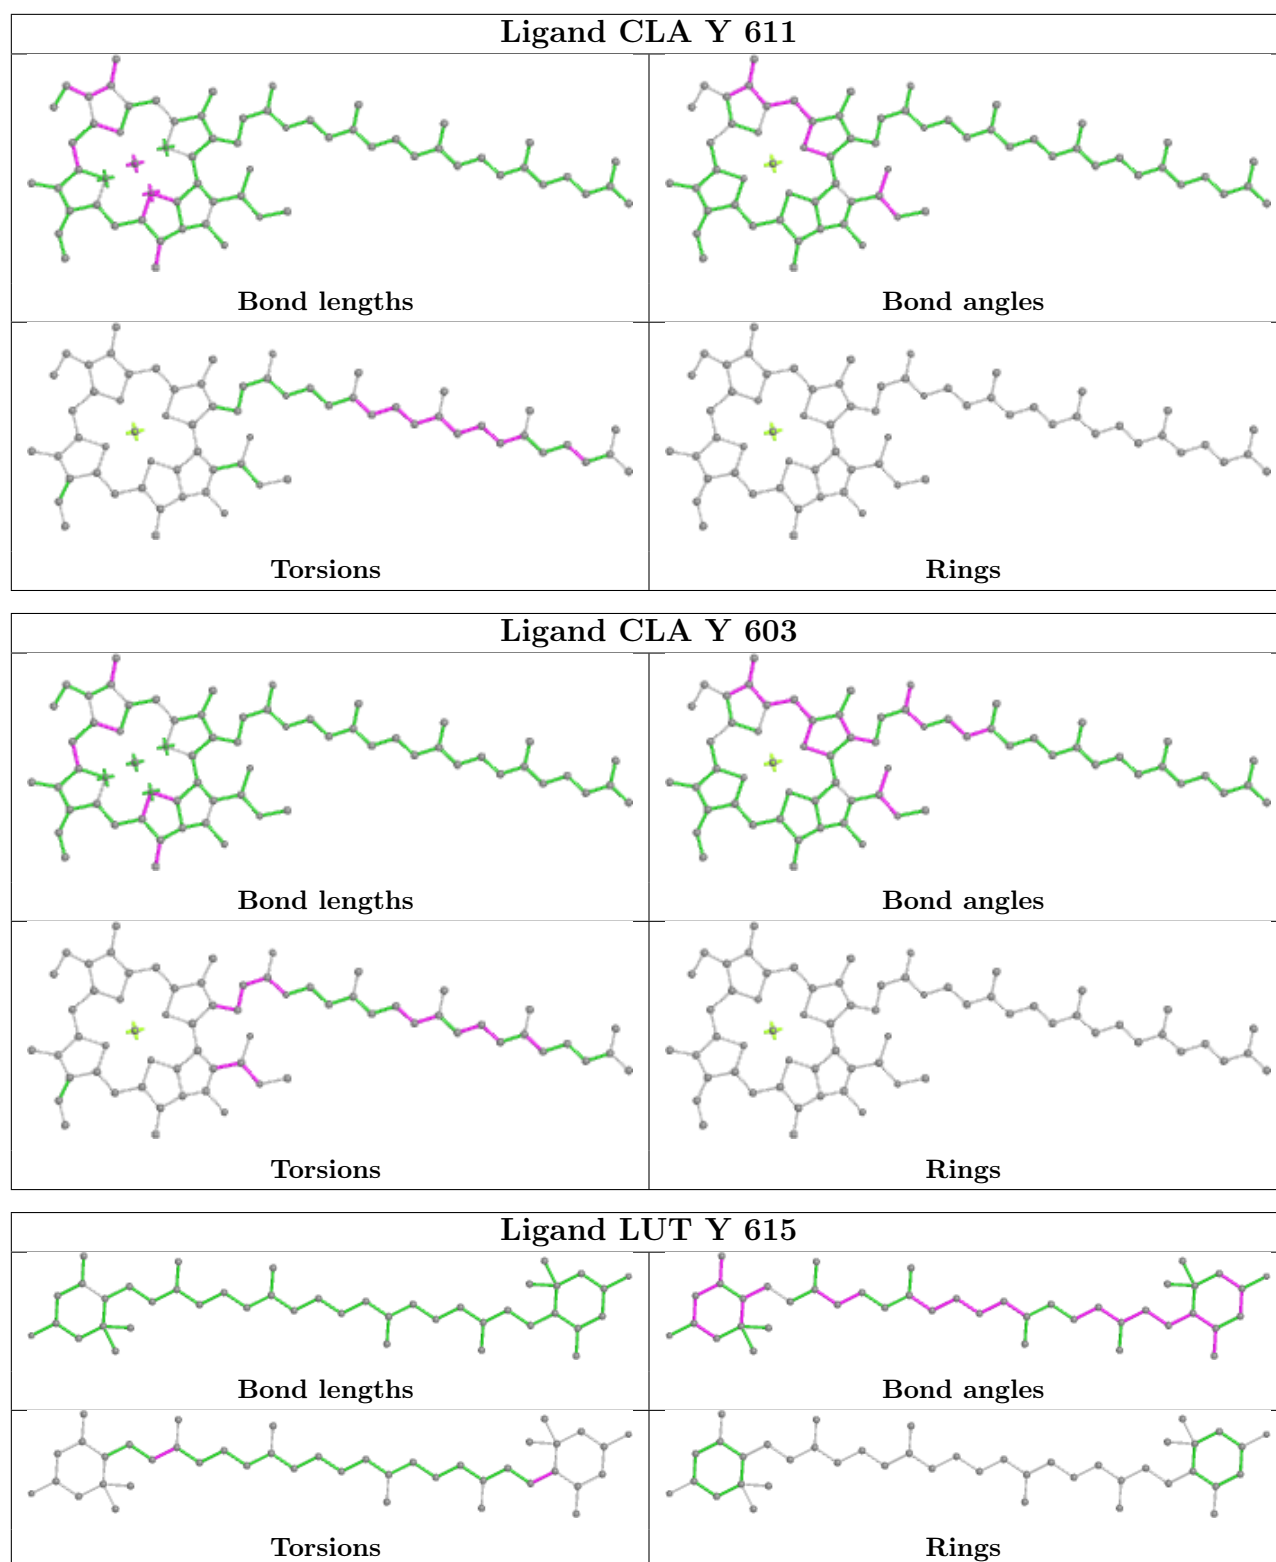 Ligand CLA Y 611
Bond lengths
Bond angles
Torsions
Rings
Ligand CLA Y 603
Bond lengths
Bond angles
Torsions
Rings
Ligand LUT Y 615
Bond lengths
Bond angles
Torsions
Rings